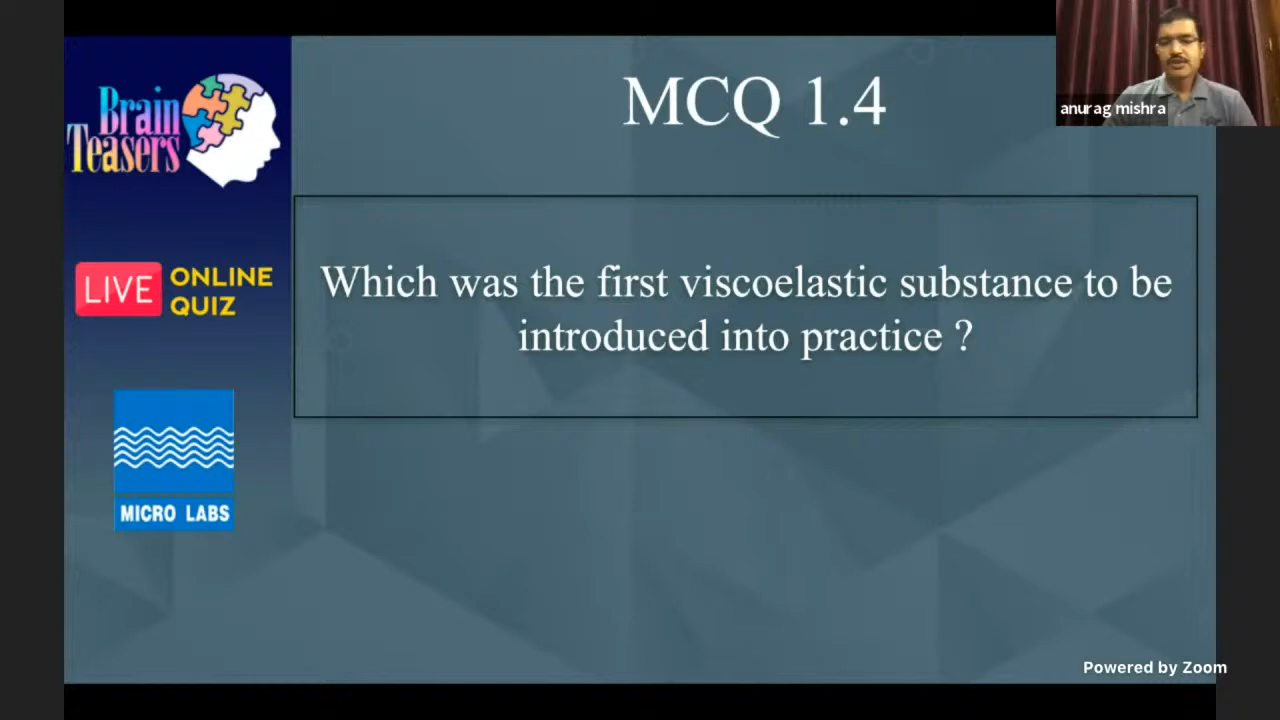 MCQ 1.4
anurag mishra
Brain
Teasers
LIVE ONLINE
QUIZ
Which was the first viscoelastic substance to be
introduced into practice ?
MICRO LABS
Powered by Zoom